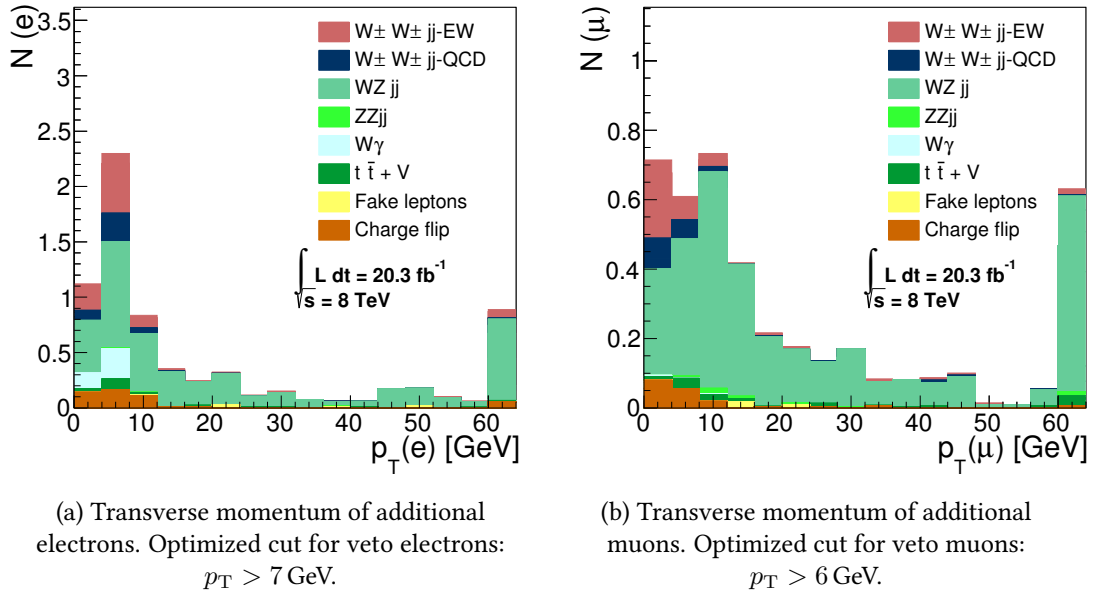 N (e)
3.5
3
2.5
2
1.5
1
0.5
0
W± W± jj-EW
W± W± jj-QCD
WZ jj
ZZjj
Wγ
t t̄ + V
Fake leptons
Charge flip
∫ L dt = 20.3 fb⁻¹
√s = 8 TeV
0 10 20 30 40 50 60
p_T(e) [GeV]
(a) Transverse momentum of additional
electrons. Optimized cut for veto electrons:
p_T > 7 GeV.
N (μ)
1
0.8
0.6
0.4
0.2
0
W± W± jj-EW
W± W± jj-QCD
WZ jj
ZZjj
Wγ
t t̄ + V
Fake leptons
Charge flip
∫ L dt = 20.3 fb⁻¹
√s = 8 TeV
0 10 20 30 40 50 60
p_T(μ) [GeV]
(b) Transverse momentum of additional
muons. Optimized cut for veto muons:
p_T > 6 GeV.